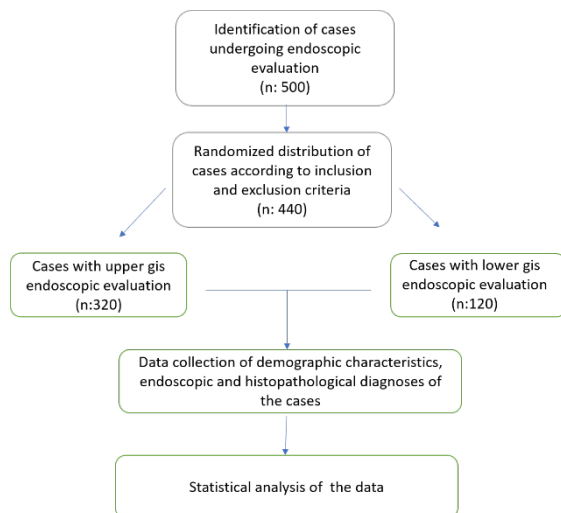 Identification of cases
undergoing endoscopic
evaluation
(n: 500)
Randomized distribution of
cases according to inclusion
and exclusion criteria
(n: 440)
Cases with upper gis
endoscopic evaluation
(n:320)
Cases with lower gis
endoscopic evaluation
(n:120)
Data collection of demographic characteristics,
endoscopic and histopathological diagnoses of
the cases
Statistical analysis of the data